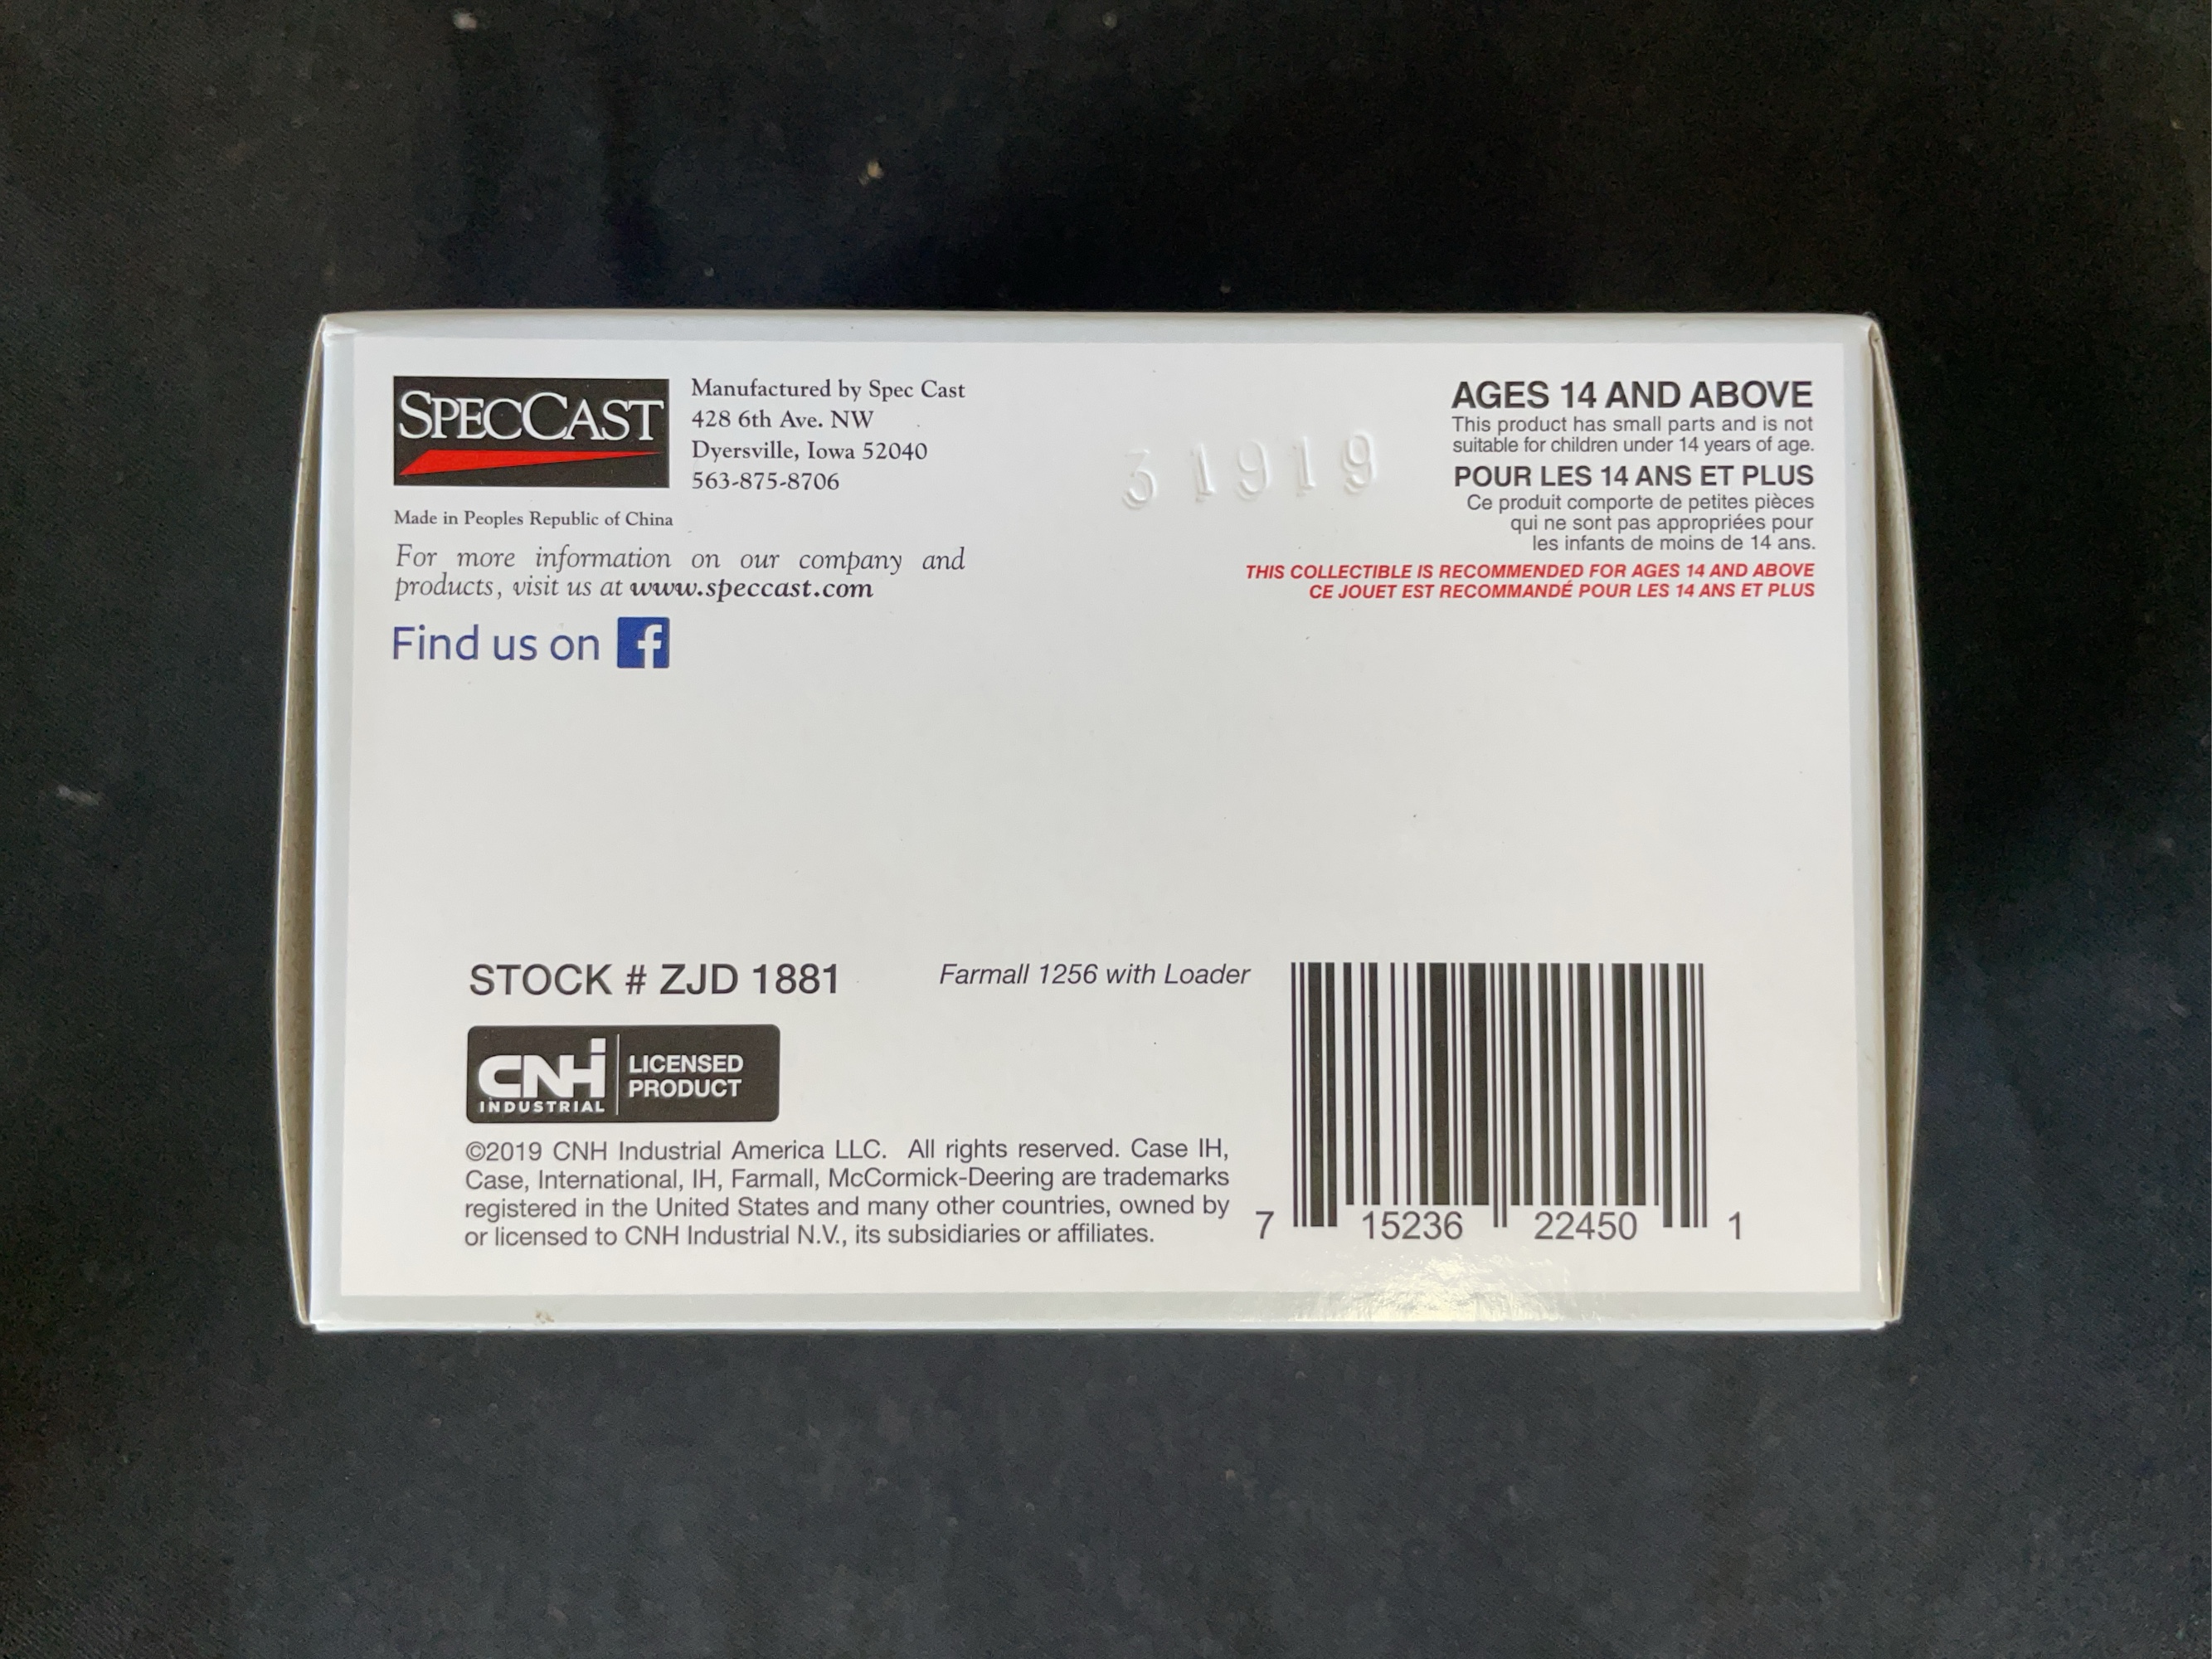 SPECCAST
Manufactured by Spec Cast
428 6th Ave. NW
Dyersville, Iowa 52040
563-875-8706
Made in Peoples Republic of China
For more information on our company and
products, visit us at www.speccast.com
Find us on f
31919
AGES 14 AND ABOVE
This product has small parts and is not
suitable for children under 14 years of age.
POUR LES 14 ANS ET PLUS
Ce produit comporte de petites pièces
qui ne sont pas appropriées pour
les infants de moins de 14 ans.
THIS COLLECTIBLE IS RECOMMENDED FOR AGES 14 AND ABOVE
CE JOUET EST RECOMMANDÉ POUR LES 14 ANS ET PLUS
STOCK # ZJD 1881
Farmall 1256 with Loader
CNH
INDUSTRIAL
LICENSED
PRODUCT
©2019 CNH Industrial America LLC. All rights reserved. Case IH,
Case, International, IH, Farmall, McCormick-Deering are trademarks
registered in the United States and many other countries, owned by
or licensed to CNH Industrial N.V., its subsidiaries or affiliates.
7 15236 22450 1